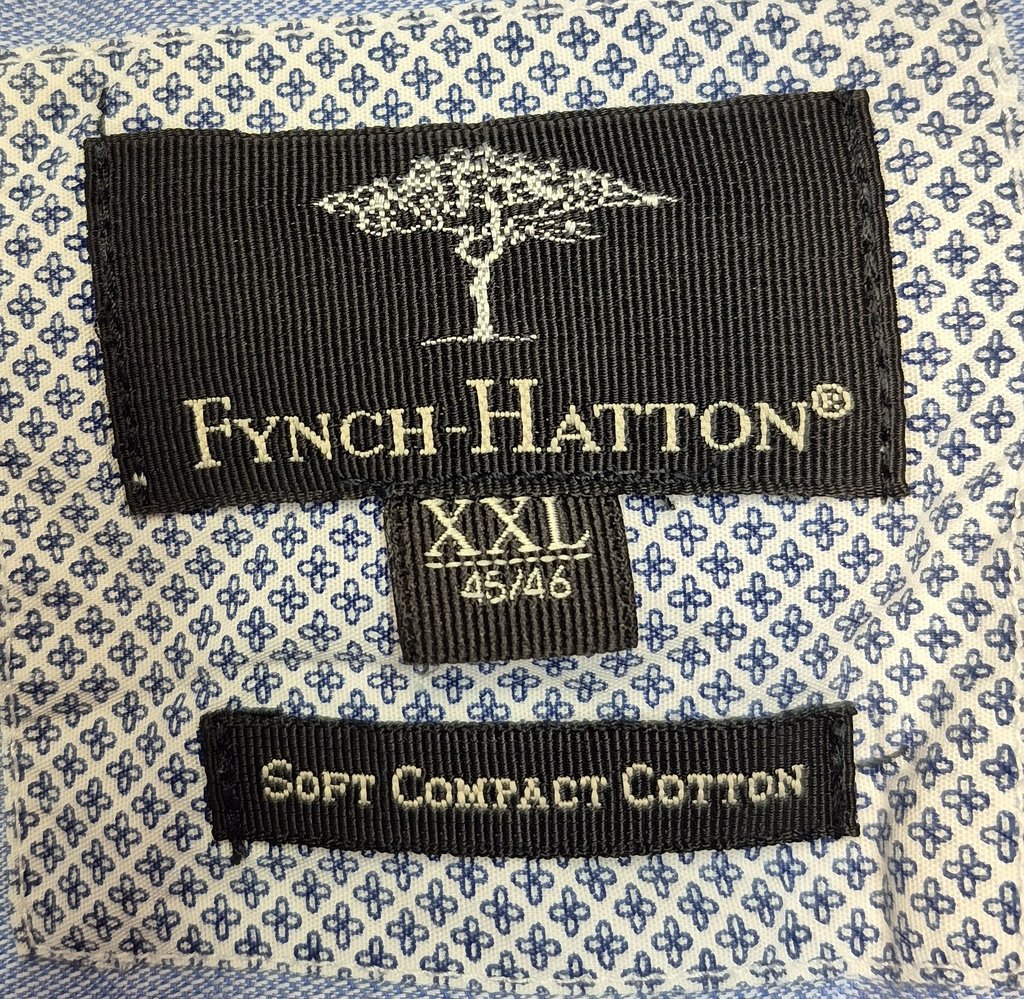 FYNCH-HATTON®
XXL
45/46
SOFT COMPACT COTTON